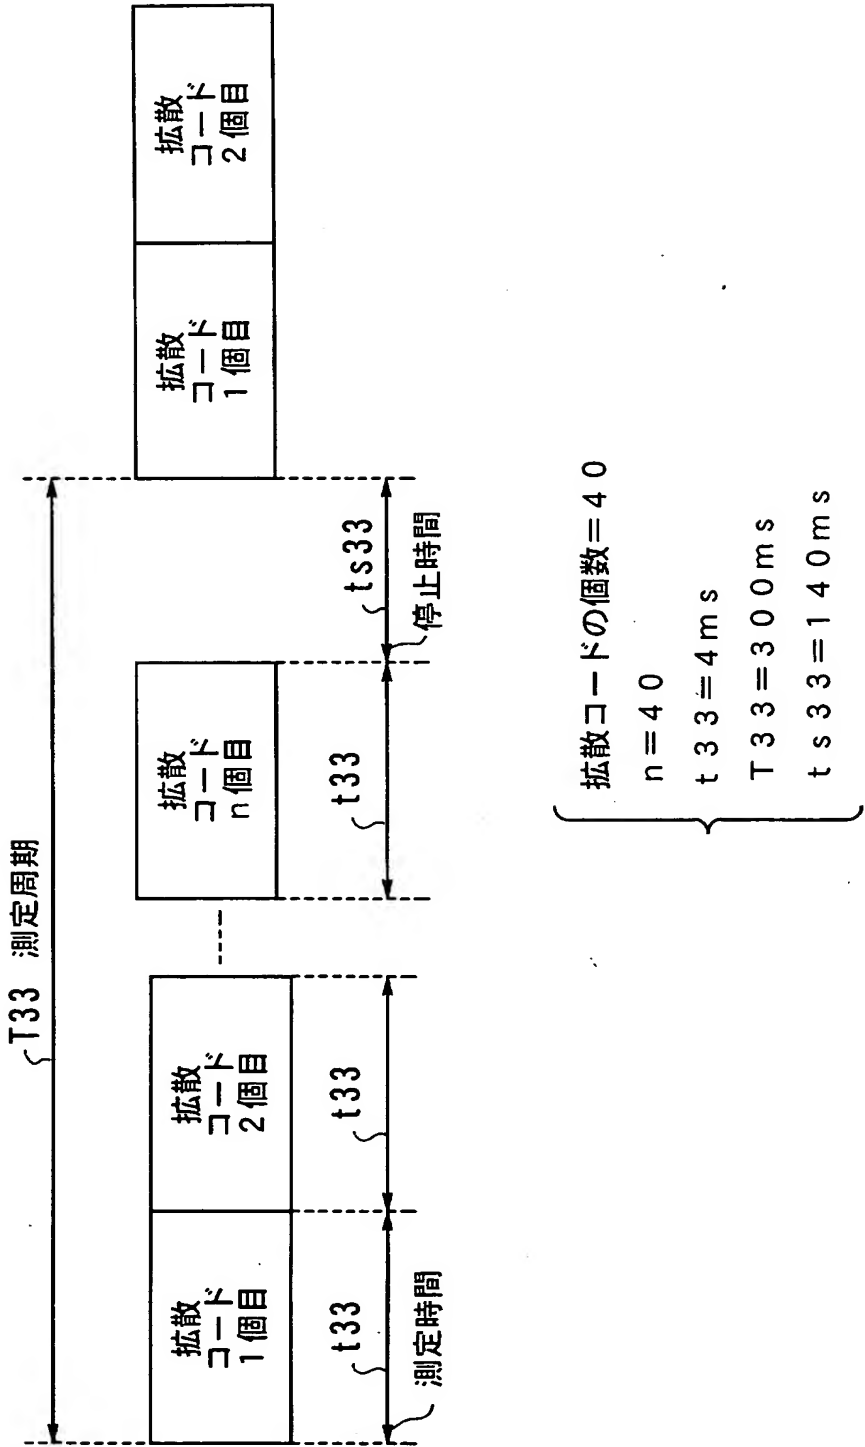 T33 測定周期
拡散
コード
1個目
拡散
コード
2個目
拡散
コード
n個目
拡散
コード
1個目
拡散
コード
2個目
t33
t33
t33
ts33
測定時間
停止時間
拡散コードの個数=40
n=40
t33=4ms
T33=300ms
ts33=140ms